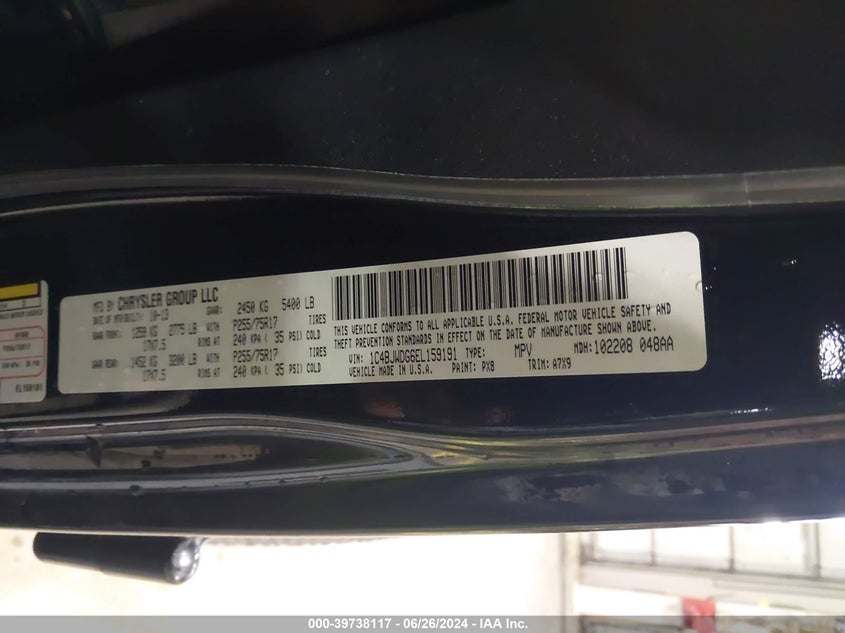 MFD BY CHRYSLER GROUP LLC
DATE OF MFR 10-13 GVWR: 2450 KG 5400 LB
GAWR FRONT: 1259 KG 2775 LB WITH P255/75R17 TIRES
17X7.5 RIMS AT 240 KPA ( 35 PSI) COLD
GAWR REAR: 1452 KG 3200 LB WITH P255/75R17 TIRES
17X7.5 RIMS AT 240 KPA ( 35 PSI) COLD
THIS VEHICLE CONFORMS TO ALL APPLICABLE U.S.A. FEDERAL MOTOR VEHICLE SAFETY AND
THEFT PREVENTION STANDARDS IN EFFECT ON THE DATE OF MANUFACTURE SHOWN ABOVE.
VIN: 1C4BJWDG6EL159191 TYPE: MPV MDH: 102208 048AA
VEHICLE MADE IN U.S.A. PAINT: PX8 TRIM: A7X9
000-39738117 / 06/26/2024 - IAA Inc.